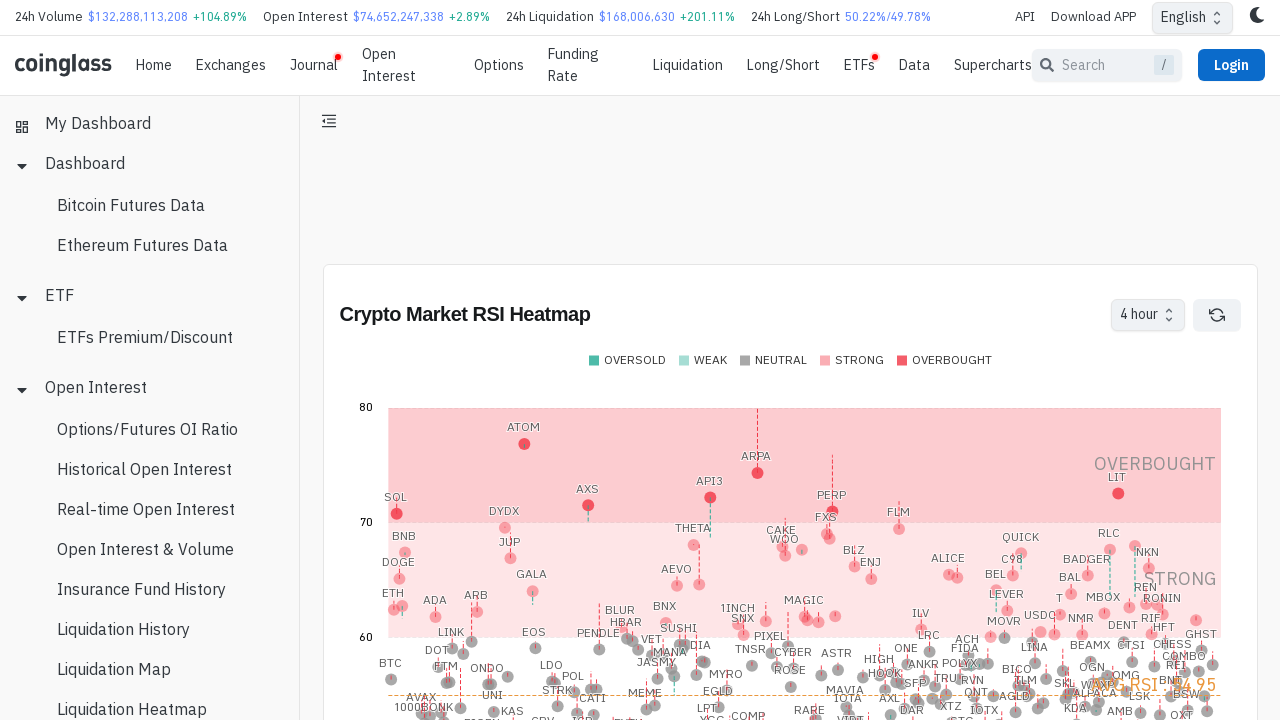 24h Volume $132,288,113,208 +104.89% Open Interest $74,652,247,338 +2.89% 24h Liquidation $168,006,630 +201.11% 24h Long/Short 50.22%/49.78% API Download APP English
coinglass Home Exchanges Journal Open Interest Options Funding Rate Liquidation Long/Short ETFs Data Supercharts Search / Login
My Dashboard
Dashboard
Bitcoin Futures Data
Ethereum Futures Data
ETF
ETFs Premium/Discount
Open Interest
Options/Futures OI Ratio
Historical Open Interest
Real-time Open Interest
Open Interest & Volume
Insurance Fund History
Liquidation History
Liquidation Map
Liquidation Heatmap
Crypto Market RSI Heatmap 4 hour
OVERSOLD WEAK NEUTRAL STRONG OVERBOUGHT
80
ATOM
ARPA
OVERBOUGHT
API3 LIT
SOL AXS PERP
DYDX FXS FLM
70
THETA CAKE
BNB JUP WOO QUICK RLC
DOGE BLZ ENJ ALICE C98 BADGER NKN
GALA AEVO BEL BAL STRONG
ETH ADA ARB LEVER T MBOX REN RONIN
BLUR BNX 1INCH MAGIC ILV USDC
HBAR SNX MOVR NMR DENT RIF HFT
60
LINK EOS PENDLE VET SUSHI PIXEL LRC ACH GHST
DOT MANA DIA TNSR CYBER ASTR ONE FIDA LINA BEAMX CTSI CHESS
BTC FTM ONDO LDO JASMY ROSE HIGH ANKR POLYX BICO OGN COMBO
POL MYRO HOOK OMG REI
AVAX UNI STRK CATI MEME EGLD MAVIA IOTA AXL QNT AGLD AVG RSI : 54.95
BONK KAS LPT RARE DAR XTZ IOTX KDA AMB LSK OXT BSW
COMP